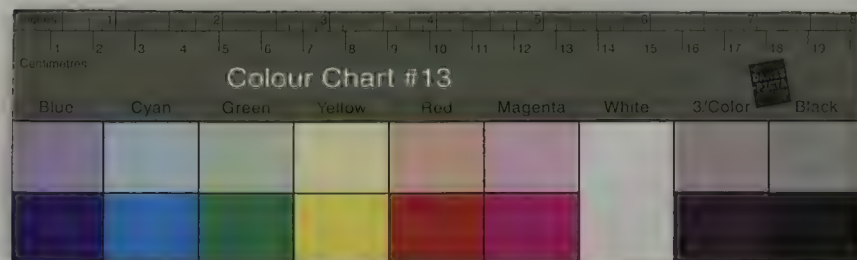 1 2 3 4 5 6 7 8
1 2 3 4 5 6 7 8 9 10 11 12 13 14 15 16 17 18 19
Centimetres
Colour Chart #13
Blue Cyan Green Yellow Red Magenta White 3/Color Black